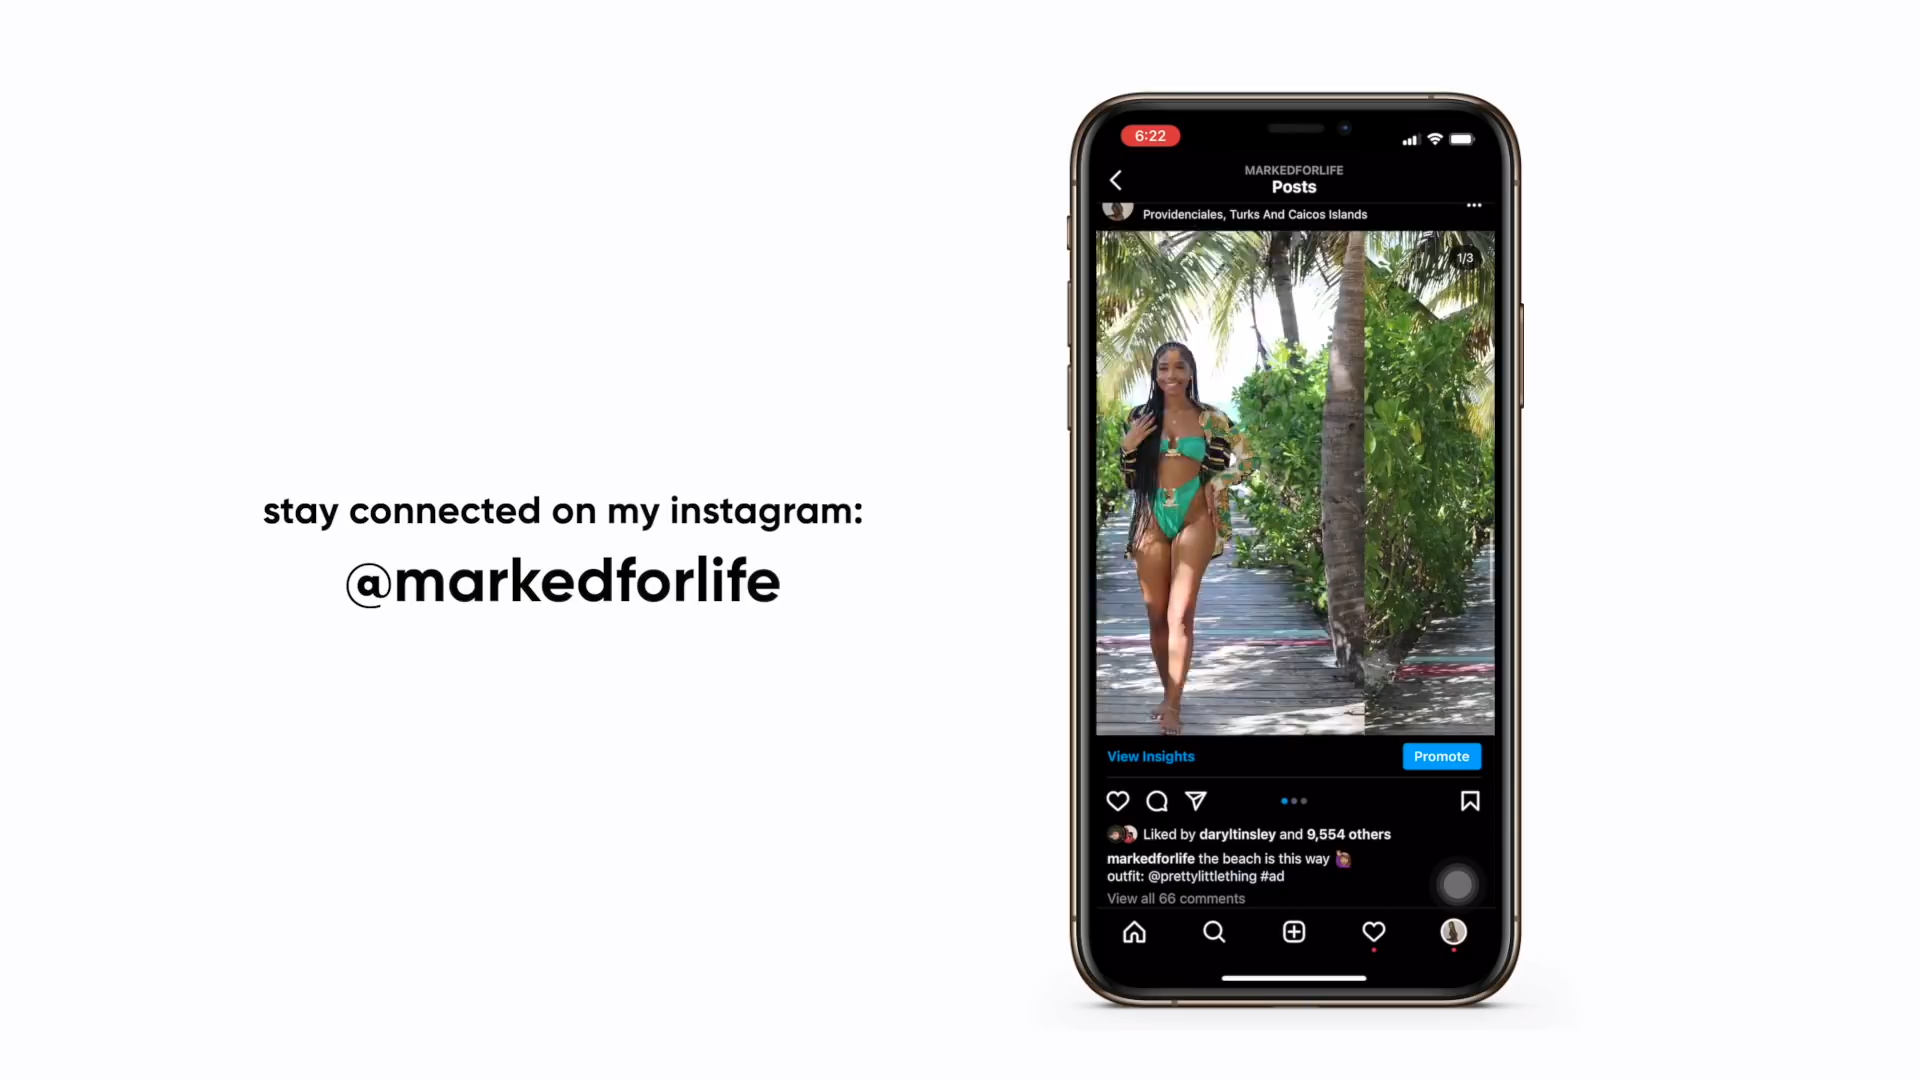 stay connected on my instagram:
@markedforlife
6:22
MARKEDFORLIFE
Posts
Providenciales, Turks And Caicos Islands
1/3
View Insights
Promote
Liked by daryltinsley and 9,554 others
markedforlife the beach is this way 🙋🏽‍♀️
outfit: @prettylittlething #ad
View all 66 comments